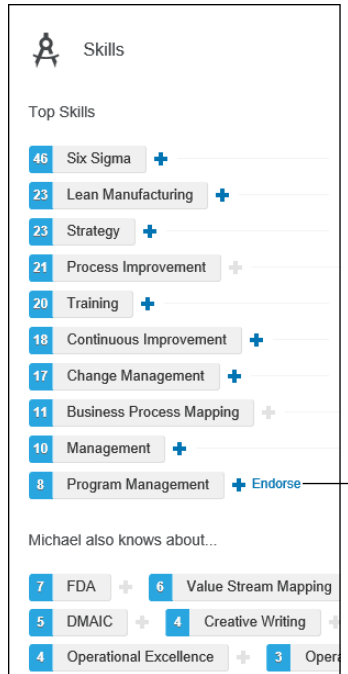 Skills
Top Skills
46 Six Sigma
23 Lean Manufacturing
23 Strategy
21 Process Improvement
20 Training
18 Continuous Improvement
17 Change Management
11 Business Process Mapping
10 Management
8 Program Management Endorse
Michael also knows about...
7 FDA 6 Value Stream Mapping
5 DMAIC 4 Creative Writing
4 Operational Excellence 3 Opera